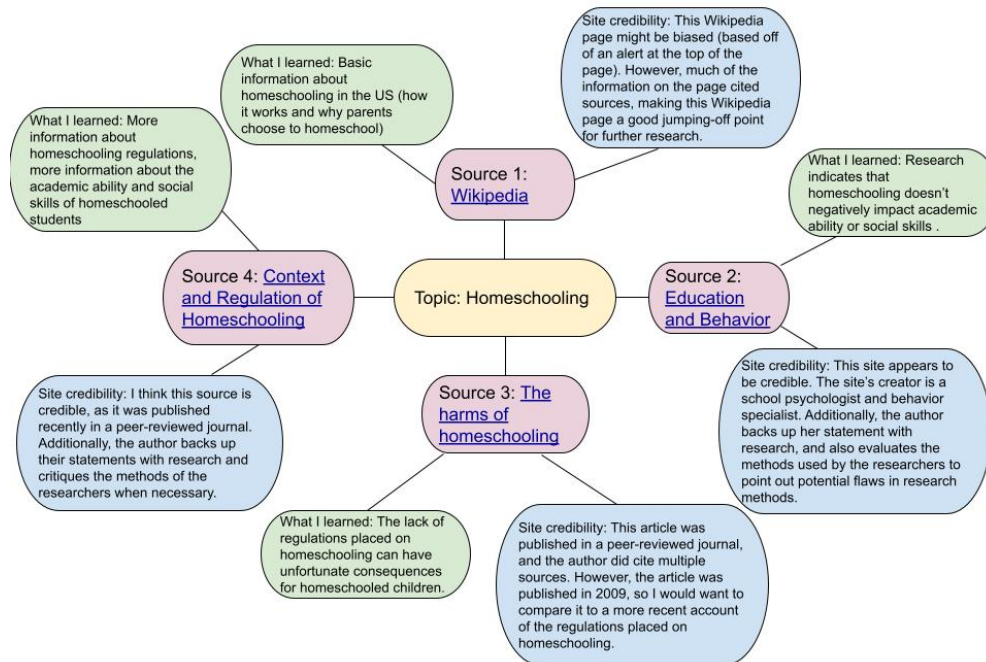 Site credibility: This Wikipedia
page might be biased (based off
of an alert at the top of the
page). However, much of the
information on the page cited
sources, making this Wikipedia
page a good jumping-off point
for further research.
What I learned: Basic
information about
homeschooling in the US (how
it works and why parents
choose to homeschool)
What I learned: More
information about
homeschooling regulations,
more information about the
academic ability and social
skills of homeschooled
students
Source 1:
Wikipedia
What I learned: Research
indicates that
homeschooling doesn't
negatively impact academic
ability or social skills .
Source 4: Context
and Regulation of
Homeschooling
Topic: Homeschooling
Source 2:
Education
and Behavior
Site credibility: I think this source is
credible, as it was published
recently in a peer-reviewed journal.
Additionally, the author backs up
their statements with research and
critiques the methods of the
researchers when necessary.
Source 3: The
harms of
homeschooling
Site credibility: This site appears to
be credible. The site's creator is a
school psychologist and behavior
specialist. Additionally, the author
backs up her statement with
research, and also evaluates the
methods used by the researchers to
point out potential flaws in research
methods.
What I learned: The lack of
regulations placed on
homeschooling can have
unfortunate consequences
for homeschooled children.
Site credibility: This article was
published in a peer-reviewed journal,
and the author did cite multiple
sources. However, the article was
published in 2009, so I would want to
compare it to a more recent account
of the regulations placed on
homeschooling.